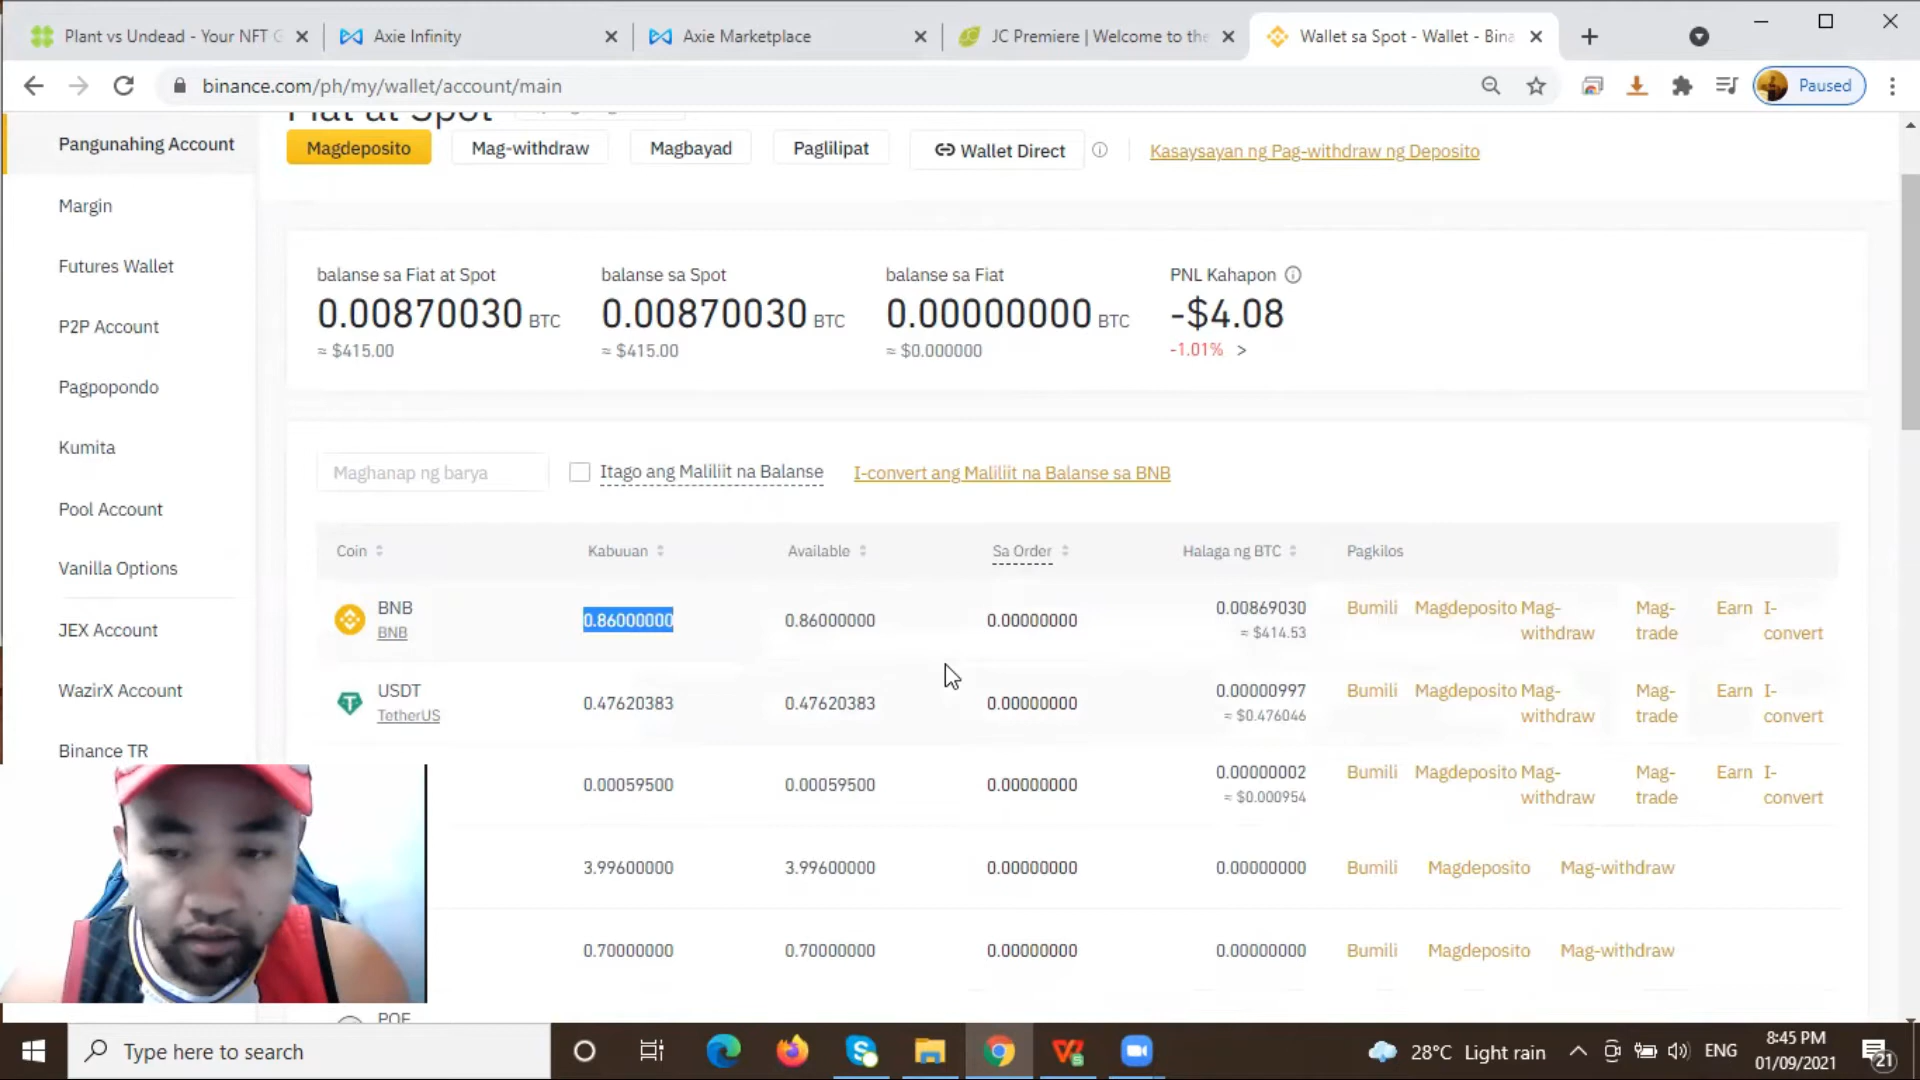 Plant vs Undead - Your NFT G
Axie Infinity
Axie Marketplace
JC Premiere | Welcome to the
Wallet sa Spot - Wallet - Bina
binance.com/ph/my/wallet/account/main
Paused
Fiat at Spot
Pangunahing Account
Magdeposito
Mag-withdraw
Magbayad
Paglilipat
Wallet Direct
Kasaysayan ng Pag-withdraw ng Deposito
Margin
Futures Wallet
P2P Account
Pagpopondo
Kumita
Pool Account
Vanilla Options
JEX Account
WazirX Account
Binance TR
balanse sa Fiat at Spot
0.00870030 BTC
≈ $415.00
balanse sa Spot
0.00870030 BTC
≈ $415.00
balanse sa Fiat
0.00000000 BTC
≈ $0.000000
PNL Kahapon
-$4.08
-1.01% >
Maghanap ng barya
Itago ang Maliliit na Balanse
I-convert ang Maliliit na Balanse sa BNB
Coin Kabuuan Available Sa Order Halaga ng BTC Pagkilos
BNB
BNB
0.86000000 0.86000000 0.00000000
0.00869030
≈ $414.53
Bumili Magdeposito Mag-withdraw Mag-trade Earn I-convert
USDT
TetherUS
0.47620383 0.47620383 0.00000000
0.00000997
≈ $0.476046
Bumili Magdeposito Mag-withdraw Mag-trade Earn I-convert
0.00059500 0.00059500 0.00000000
0.00000002
≈ $0.000954
Bumili Magdeposito Mag-withdraw Mag-trade Earn I-convert
3.99600000 3.99600000 0.00000000 0.00000000 Bumili Magdeposito Mag-withdraw
0.70000000 0.70000000 0.00000000 0.00000000 Bumili Magdeposito Mag-withdraw
Type here to search
28°C Light rain
ENG
8:45 PM
01/09/2021
21